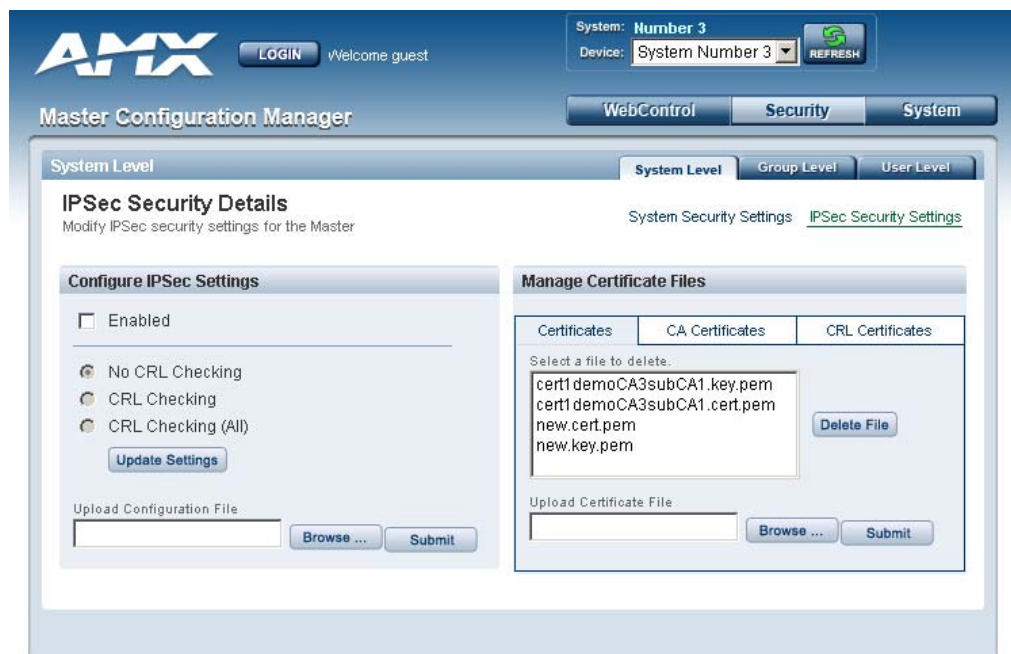 AMX
LOGIN Welcome guest
System: Number 3
Device: System Number 3
REFRESH
Master Configuration Manager
WebControl Security System
System Level
System Level Group Level User Level
IPSec Security Details
Modify IPSec security settings for the Master
System Security Settings IPSec Security Settings
Configure IPSec Settings
Enabled
No CRL Checking
CRL Checking
CRL Checking (All)
Update Settings
Upload Configuration File
Browse ... Submit
Manage Certificate Files
Certificates CA Certificates CRL Certificates
Select a file to delete.
cert1demoCA3subCA1.key.pem
cert1demoCA3subCA1.cert.pem
new.cert.pem
new.key.pem
Delete File
Upload Certificate File
Browse ... Submit